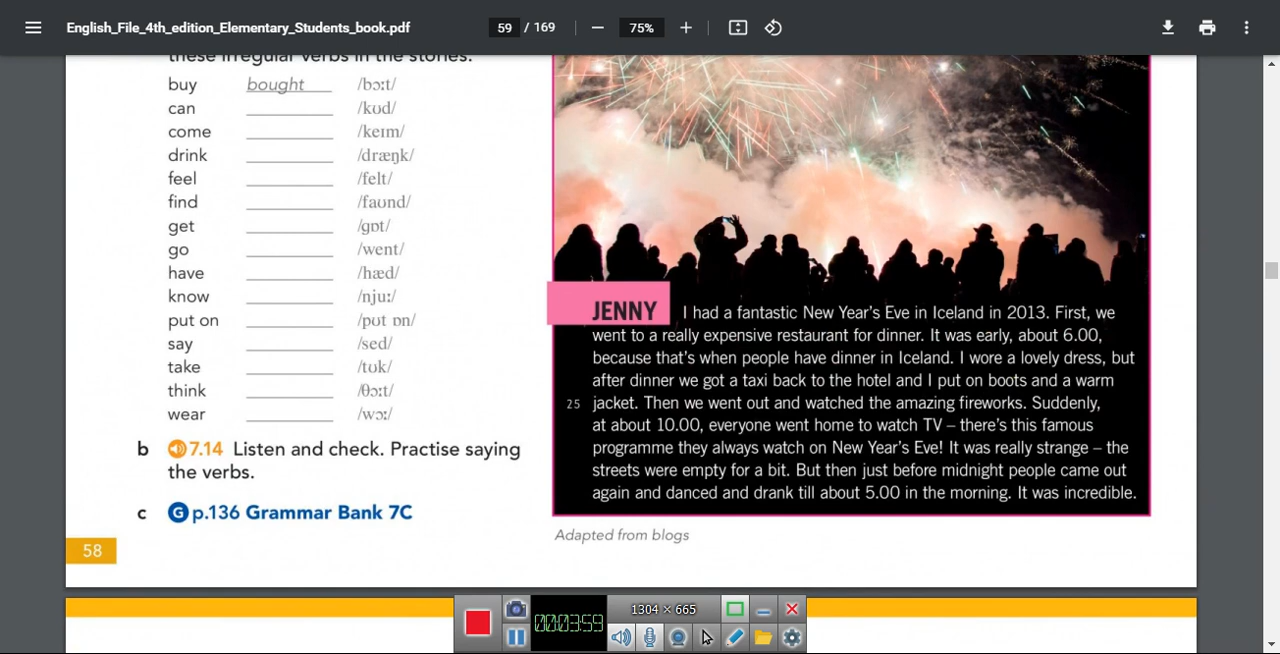 English_File_4th_edition_Elementary_Students_book.pdf
59 / 169
75%
these irregular verbs in the stories.
buy bought /bɔːt/
can /kʊd/
come /keɪm/
drink /dræŋk/
feel /felt/
find /faʊnd/
get /ɡɒt/
go /went/
have /hæd/
know /njuː/
put on /pʊt ɒn/
say /sed/
take /tʊk/
think /θɔːt/
wear /wɔː/
b 7.14 Listen and check. Practise saying
the verbs.
c G p.136 Grammar Bank 7C
58
JENNY I had a fantastic New Year's Eve in Iceland in 2013. First, we
went to a really expensive restaurant for dinner. It was early, about 6.00,
because that's when people have dinner in Iceland. I wore a lovely dress, but
after dinner we got a taxi back to the hotel and I put on boots and a warm
25 jacket. Then we went out and watched the amazing fireworks. Suddenly,
at about 10.00, everyone went home to watch TV – there's this famous
programme they always watch on New Year's Eve! It was really strange – the
streets were empty for a bit. But then just before midnight people came out
again and danced and drank till about 5.00 in the morning. It was incredible.
Adapted from blogs
1304 × 665
00:03:59